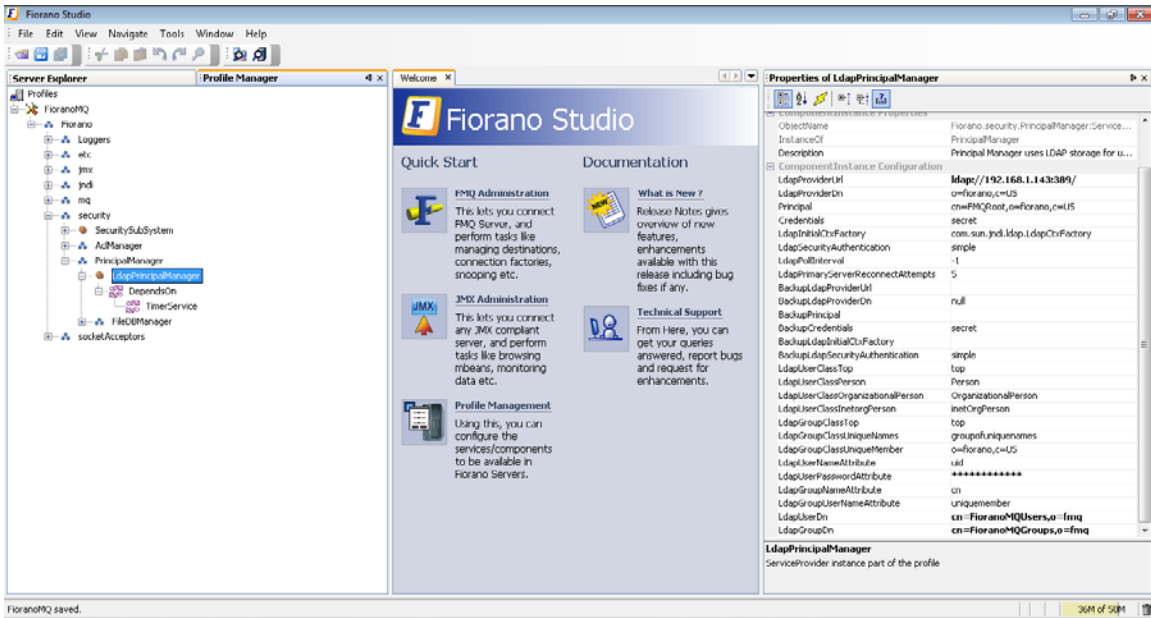 Fiorano Studio
File Edit View Navigate Tools Window Help
Server Explorer
Profile Manager
Profiles
FioranoMQ
Fiorano
Loggers
etc
jmx
jndi
mq
security
SecuritySubSystem
AclManager
PrincipalManager
LdapPrincipalManager
DependsOn
TimerService
FileDBManager
socketAcceptors
Welcome
Fiorano Studio
Quick Start
FMQ Administration
This lets you connect
FMQ Server, and
perform tasks like
managing destinations,
connection factories,
snooping etc.
JMX
JMX Administration
This lets you connect
any JMX compliant
server, and perform
tasks like browsing
mbeans, monitoring
data etc.
Profile Management
Using this, you can
configure the
services/components
to be available in
Fiorano Servers.
Documentation
NEW
What is New ?
Release Notes gives
overview of new
features,
enhancements
available with this
release including bug
fixes if any.
Technical Support
From Here, you can
get your queries
answered, report bugs
and request for
enhancements.
Properties of LdapPrincipalManager
ComponentInstance Properties
ObjectName Fiorano.security.PrincipalManager:Service...
InstanceOf PrincipalManager
Description Principal Manager uses LDAP storage for u...
ComponentInstance Configuration
LdapProviderUrl ldap://192.168.1.143:389/
LdapProviderDn o=fiorano,c=US
Principal cn=FMQRoot,o=fiorano,c=US
Credentials secret
LdapInitialCtxFactory com.sun.jndi.ldap.LdapCtxFactory
LdapSecurityAuthentication simple
LdapPollInterval -1
LdapPrimaryServerReconnectAttempts 5
BackupLdapProviderUrl
BackupLdapProviderDn null
BackupPrincipal
BackupCredentials secret
BackupLdapInitialCtxFactory
BackupLdapSecurityAuthentication simple
LdapUserClassTop top
LdapUserClassPerson Person
LdapUserClassOrganizationalPerson OrganizationalPerson
LdapUserClassInetorgPerson inetOrgPerson
LdapGroupClassTop top
LdapGroupClassUniqueNames groupofuniquenames
LdapGroupClassUniqueMember o=fiorano,c=US
LdapUserNameAttribute uid
LdapUserPasswordAttribute ************
LdapGroupNameAttribute cn
LdapGroupUserNameAttribute uniquemember
LdapUserDn cn=FioranoMQUsers,o=fmq
LdapGroupDn cn=FioranoMQGroups,o=fmq
LdapPrincipalManager
ServiceProvider instance part of the profile
FioranoMQ saved.
36M of 50M